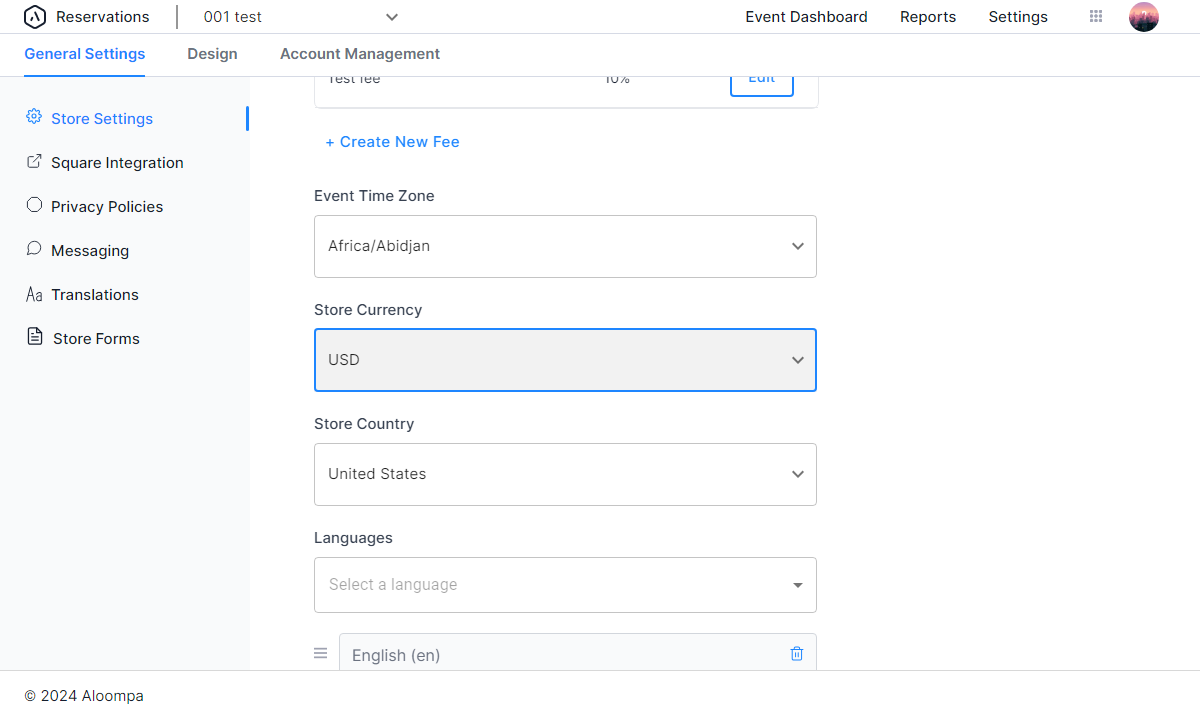 Reservations
001 test
Event Dashboard
Reports
Settings
General Settings
Design
Account Management
Test fee
10%
Edit
Store Settings
Square Integration
Privacy Policies
Messaging
Aa Translations
Store Forms
+ Create New Fee
Event Time Zone
Africa/Abidjan
Store Currency
USD
Store Country
United States
Languages
Select a language
English (en)
© 2024 Aloompa